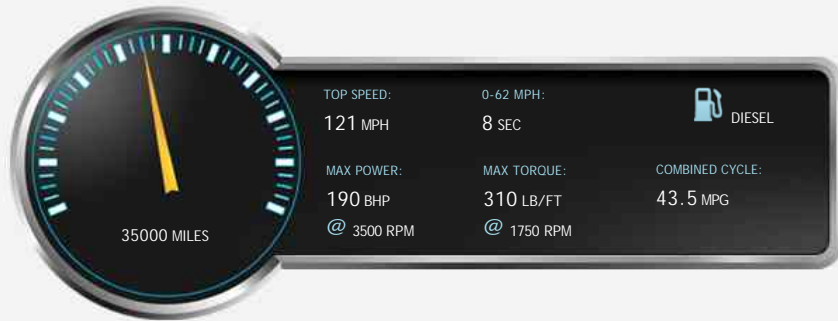 TOP SPEED:
121 MPH
0-62 MPH:
8 SEC
DIESEL
MAX POWER:
190 BHP
@ 3500 RPM
MAX TORQUE:
310 LB/FT
@ 1750 RPM
COMBINED CYCLE:
43.5 MPG
35000 MILES